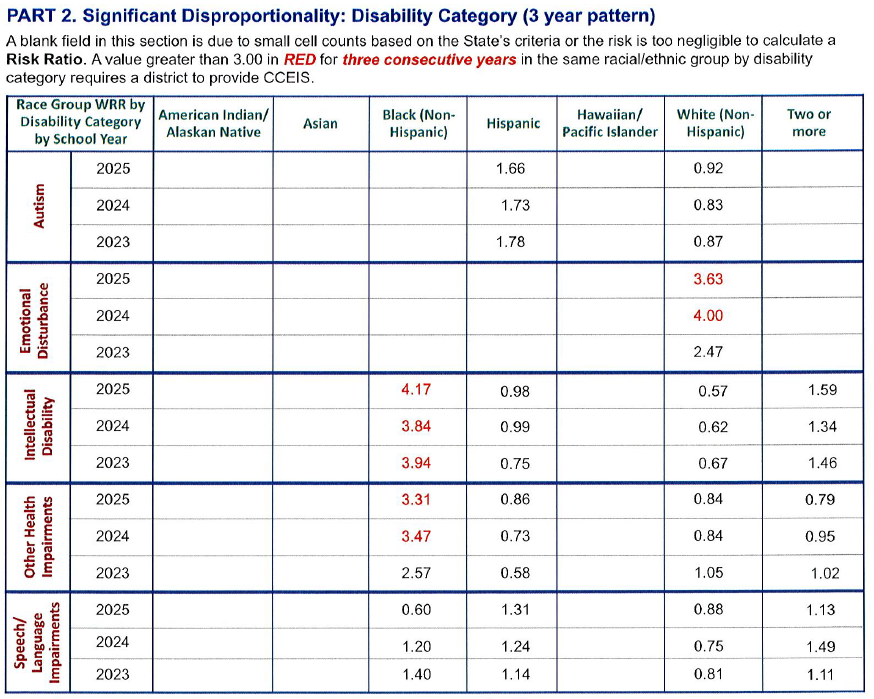 PART 2. Significant Disproportionality: Disability Category (3 year pattern)
A blank field in this section is due to small cell counts based on the State's criteria or the risk is too negligible to calculate a
Risk Ratio. A value greater than 3.00 in RED for three consecutive years in the same racial/ethnic group by disability
category requires a district to provide CCEIS.
Race Group WRR by Disability Category by School Year | American Indian/ Alaskan Native | Asian | Black (Non-Hispanic) | Hispanic | Hawaiian/ Pacific Islander | White (Non-Hispanic) | Two or more
Autism
2025 1.66 0.92
2024 1.73 0.83
2023 1.78 0.87
Emotional Disturbance
2025 3.63
2024 4.00
2023 2.47
Intellectual Disability
2025 4.17 0.98 0.57 1.59
2024 3.84 0.99 0.62 1.34
2023 3.94 0.75 0.67 1.46
Other Health Impairments
2025 3.31 0.86 0.84 0.79
2024 3.47 0.73 0.84 0.95
2023 2.57 0.58 1.05 1.02
Speech/ Language Impairments
2025 0.60 1.31 0.88 1.13
2024 1.20 1.24 0.75 1.49
2023 1.40 1.14 0.81 1.11